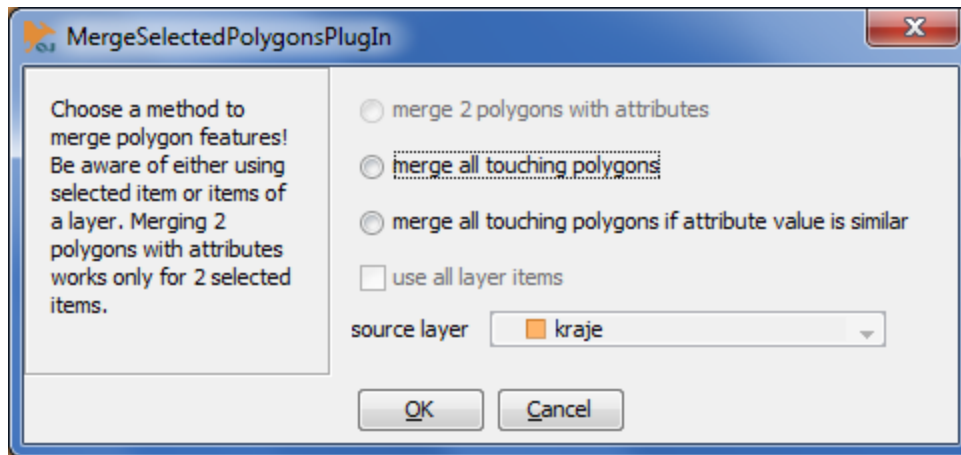 MergeSelectedPolygonsPlugIn
Choose a method to
merge polygon features!
Be aware of either using
selected item or items of
a layer. Merging 2
polygons with attributes
works only for 2 selected
items.
merge 2 polygons with attributes
merge all touching polygons
merge all touching polygons if attribute value is similar
use all layer items
source layer kraje
OK Cancel